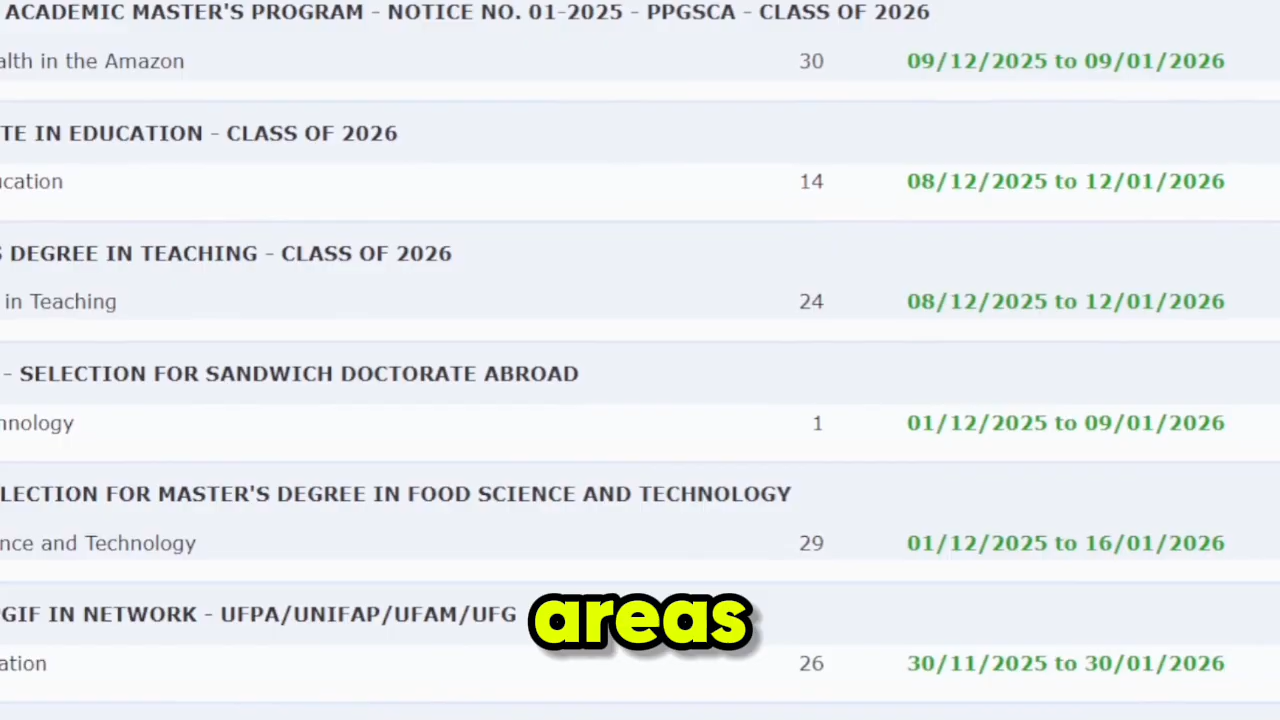 ACADEMIC MASTER'S PROGRAM - NOTICE NO. 01-2025 - PPGSCA - CLASS OF 2026
alth in the Amazon 30 09/12/2025 to 09/01/2026
TE IN EDUCATION - CLASS OF 2026
cation 14 08/12/2025 to 12/01/2026
S DEGREE IN TEACHING - CLASS OF 2026
in Teaching 24 08/12/2025 to 12/01/2026
- SELECTION FOR SANDWICH DOCTORATE ABROAD
hnology 1 01/12/2025 to 09/01/2026
LECTION FOR MASTER'S DEGREE IN FOOD SCIENCE AND TECHNOLOGY
nce and Technology 29 01/12/2025 to 16/01/2026
GIF IN NETWORK - UFPA/UNIFAP/UFAM/UFG
areas
ation 26 30/11/2025 to 30/01/2026